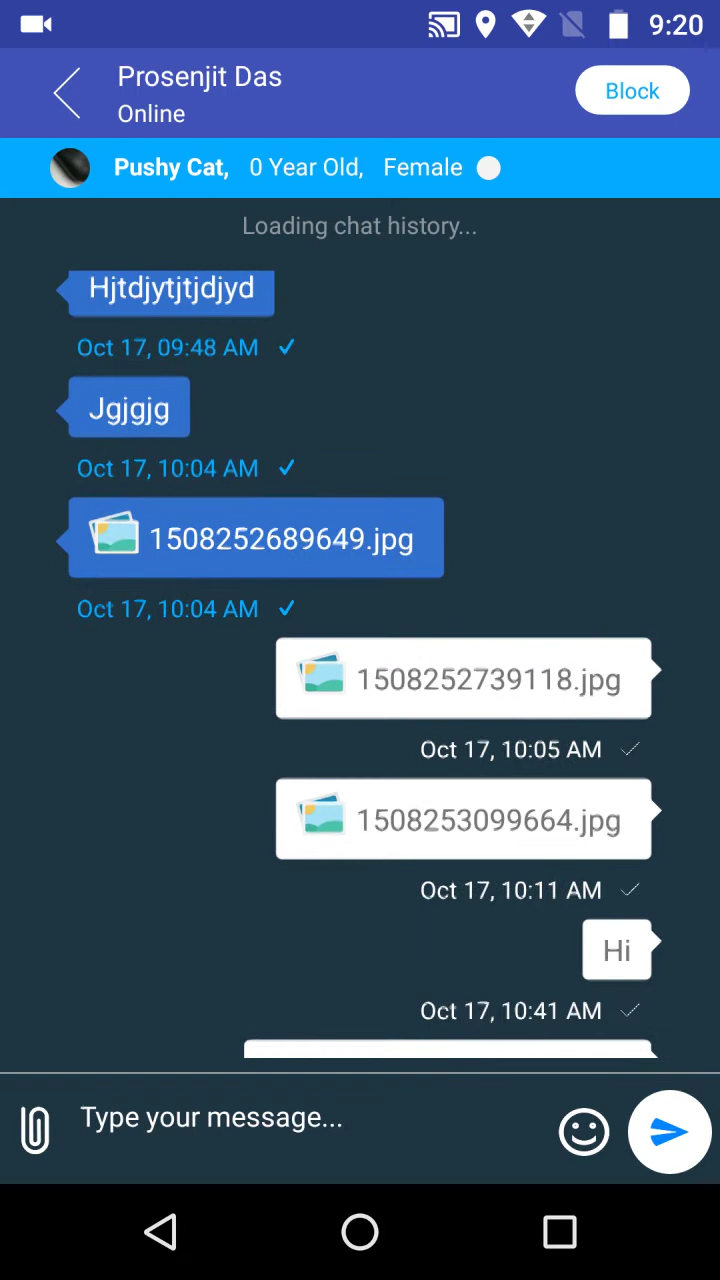 9:20
Prosenjit Das
Online
Block
Pushy Cat, 0 Year Old, Female
Loading chat history...
Hjtdjytjtjdjyd
Oct 17, 09:48 AM
Jgjgjg
Oct 17, 10:04 AM
1508252689649.jpg
Oct 17, 10:04 AM
1508252739118.jpg
Oct 17, 10:05 AM
1508253099664.jpg
Oct 17, 10:11 AM
Hi
Oct 17, 10:41 AM
Type your message...